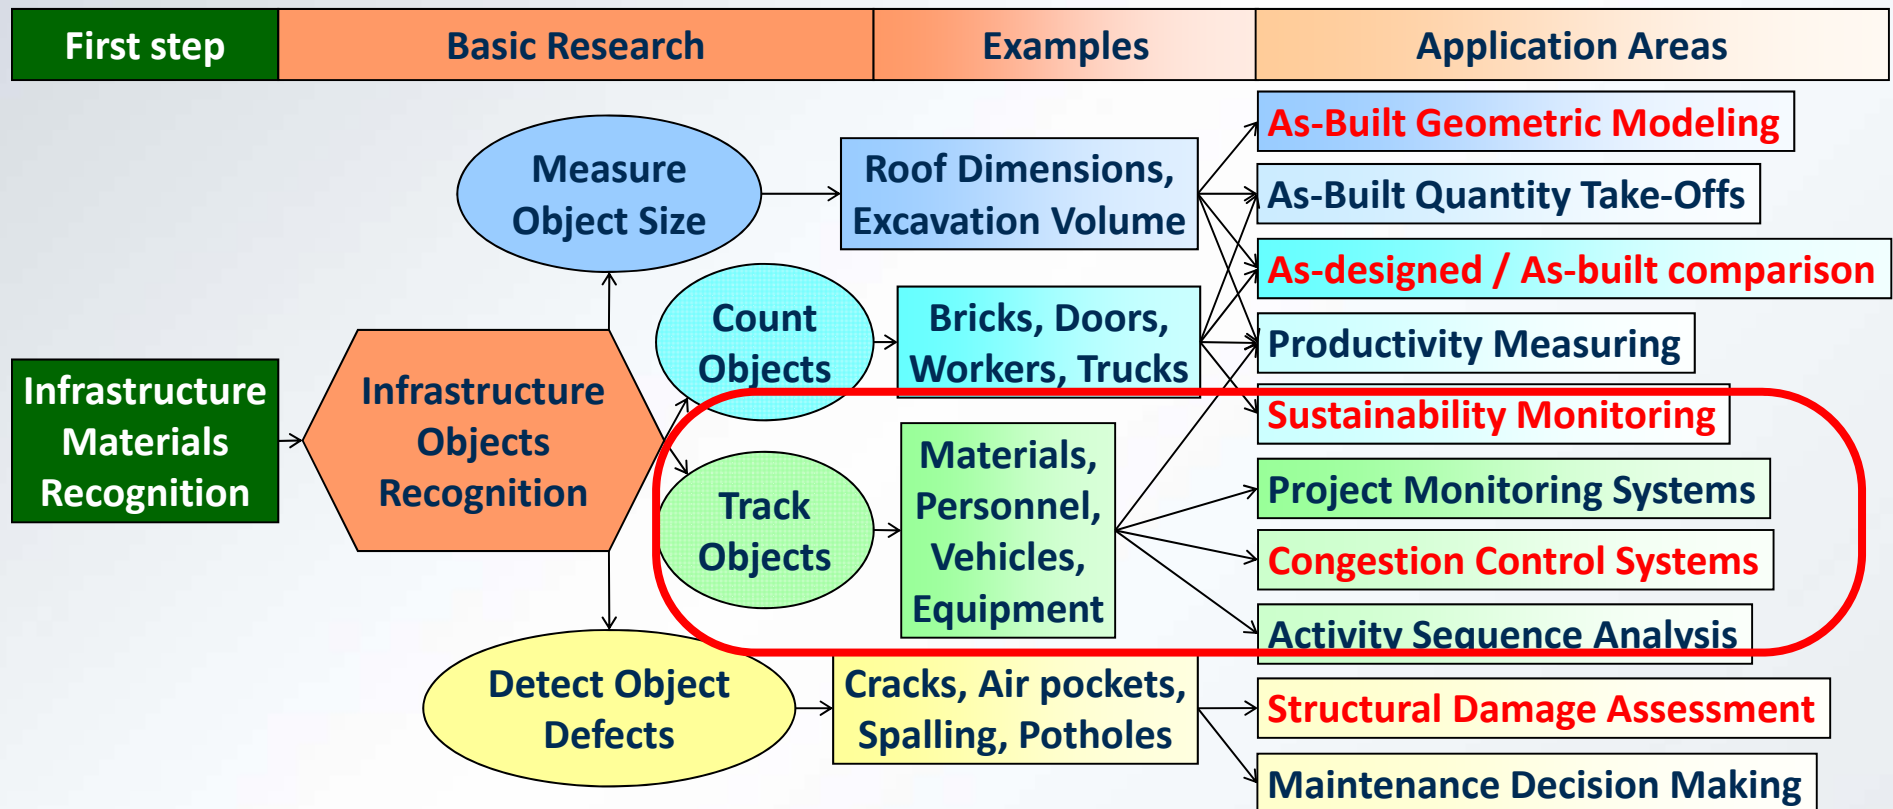 First step
Basic Research
Examples
Application Areas
Infrastructure
Materials
Recognition
Infrastructure
Objects
Recognition
Measure
Object Size
Count
Objects
Track
Objects
Detect Object
Defects
Roof Dimensions,
Excavation Volume
Bricks, Doors,
Workers, Trucks
Materials,
Personnel,
Vehicles,
Equipment
Cracks, Air pockets,
Spalling, Potholes
As-Built Geometric Modeling
As-Built Quantity Take-Offs
As-designed / As-built comparison
Productivity Measuring
Sustainability Monitoring
Project Monitoring Systems
Congestion Control Systems
Activity Sequence Analysis
Structural Damage Assessment
Maintenance Decision Making